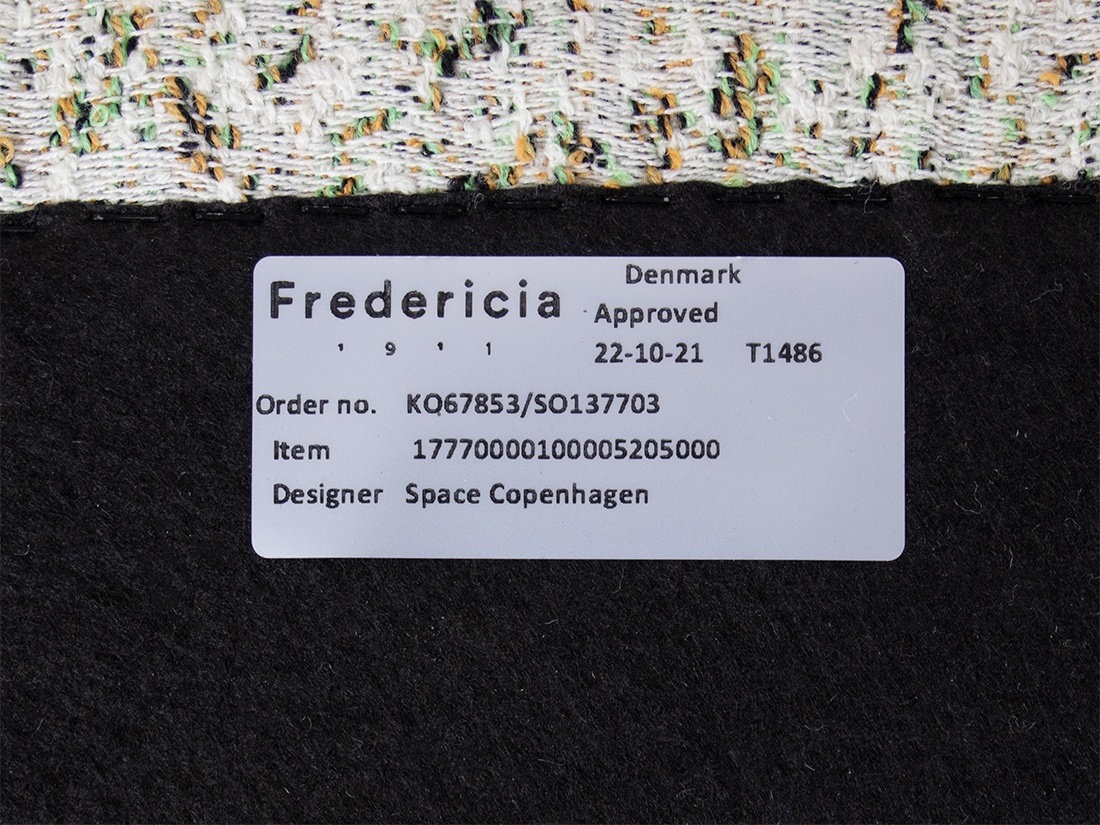 Denmark
Fredericia
Approved
1 9 1 1
22-10-21 T1486
Order no. KO67853/SO137703
Item 17770000100005205000
Designer Space Copenhagen